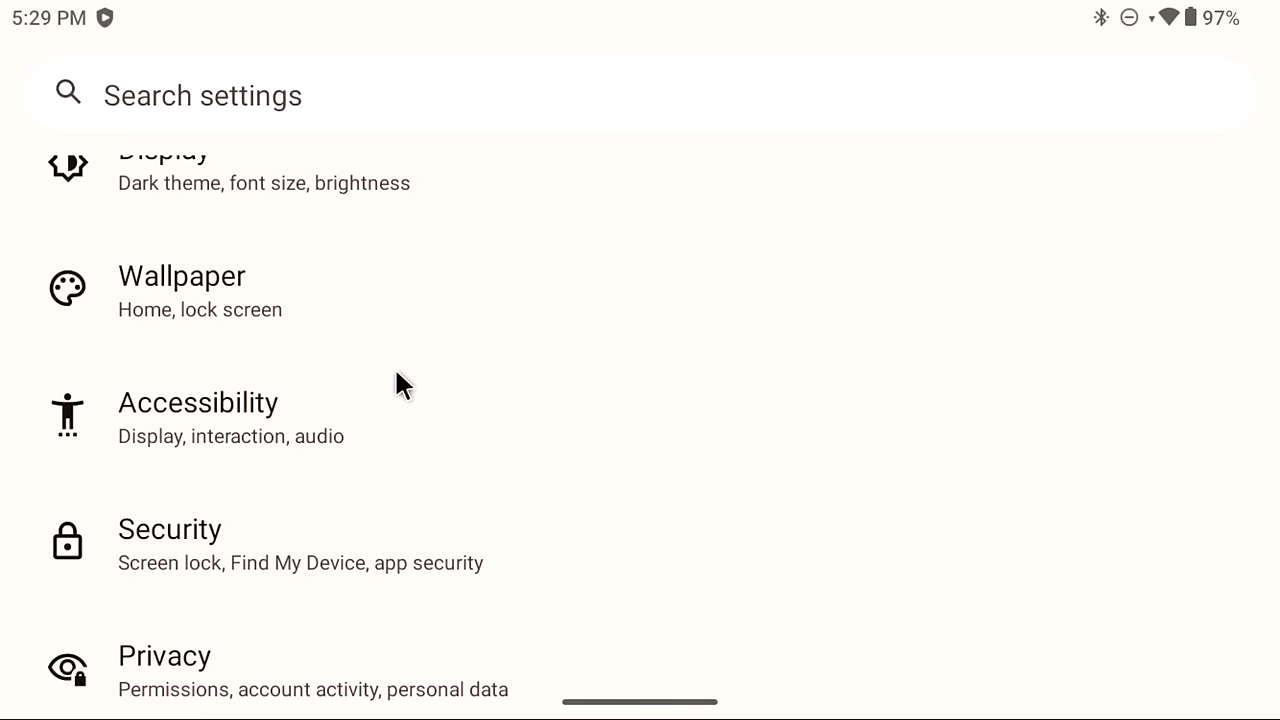 5:29 PM
97%
Search settings
Display
Dark theme, font size, brightness
Wallpaper
Home, lock screen
Accessibility
Display, interaction, audio
Security
Screen lock, Find My Device, app security
Privacy
Permissions, account activity, personal data